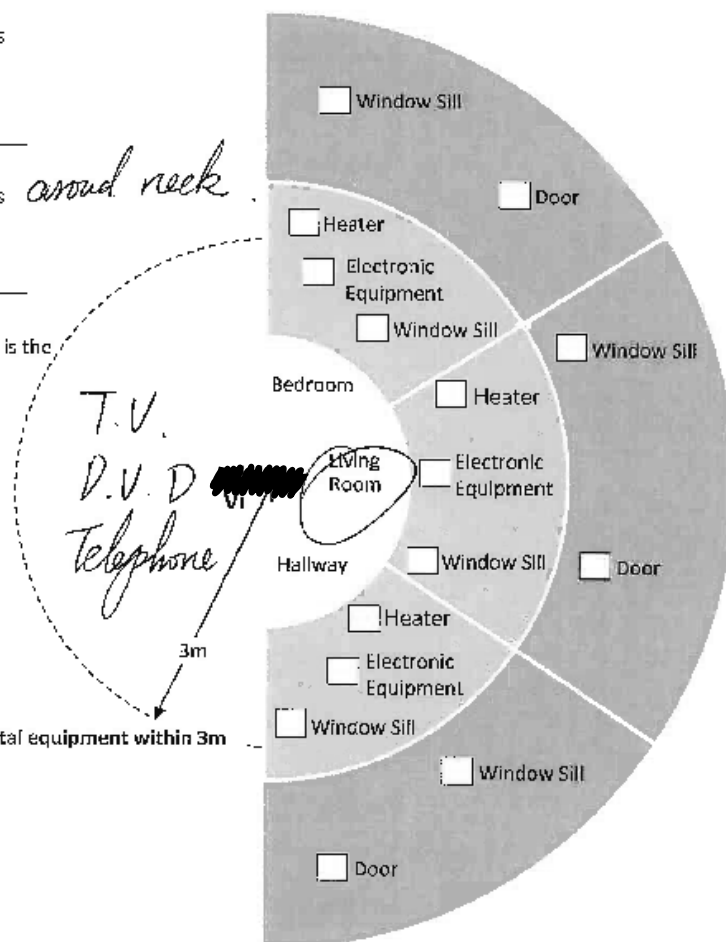 s
Window Sill
s aroud neck
Door
Heater
Electronic
Equipment
Window Sill
is the
Window Sill
Bedroom
Heater
T.V.
D.V.D
Living
Room
Electronic
Equipment
Telephone
Hallway
Window Sill
Door
Heater
3m
Electronic
Equipment
Window Sill
tal equipment within 3m
Window Sill
Door